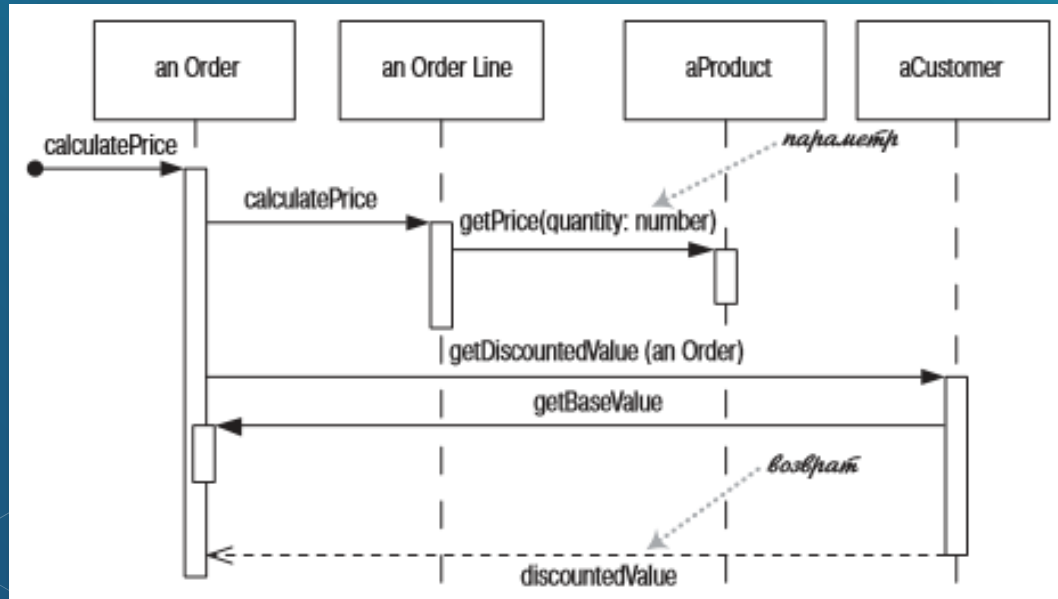 an Order
an Order Line
aProduct
aCustomer
calculatePrice
параметр
calculatePrice
getPrice(quantity: number)
getDiscountedValue (an Order)
getBaseValue
возврат
discountedValue